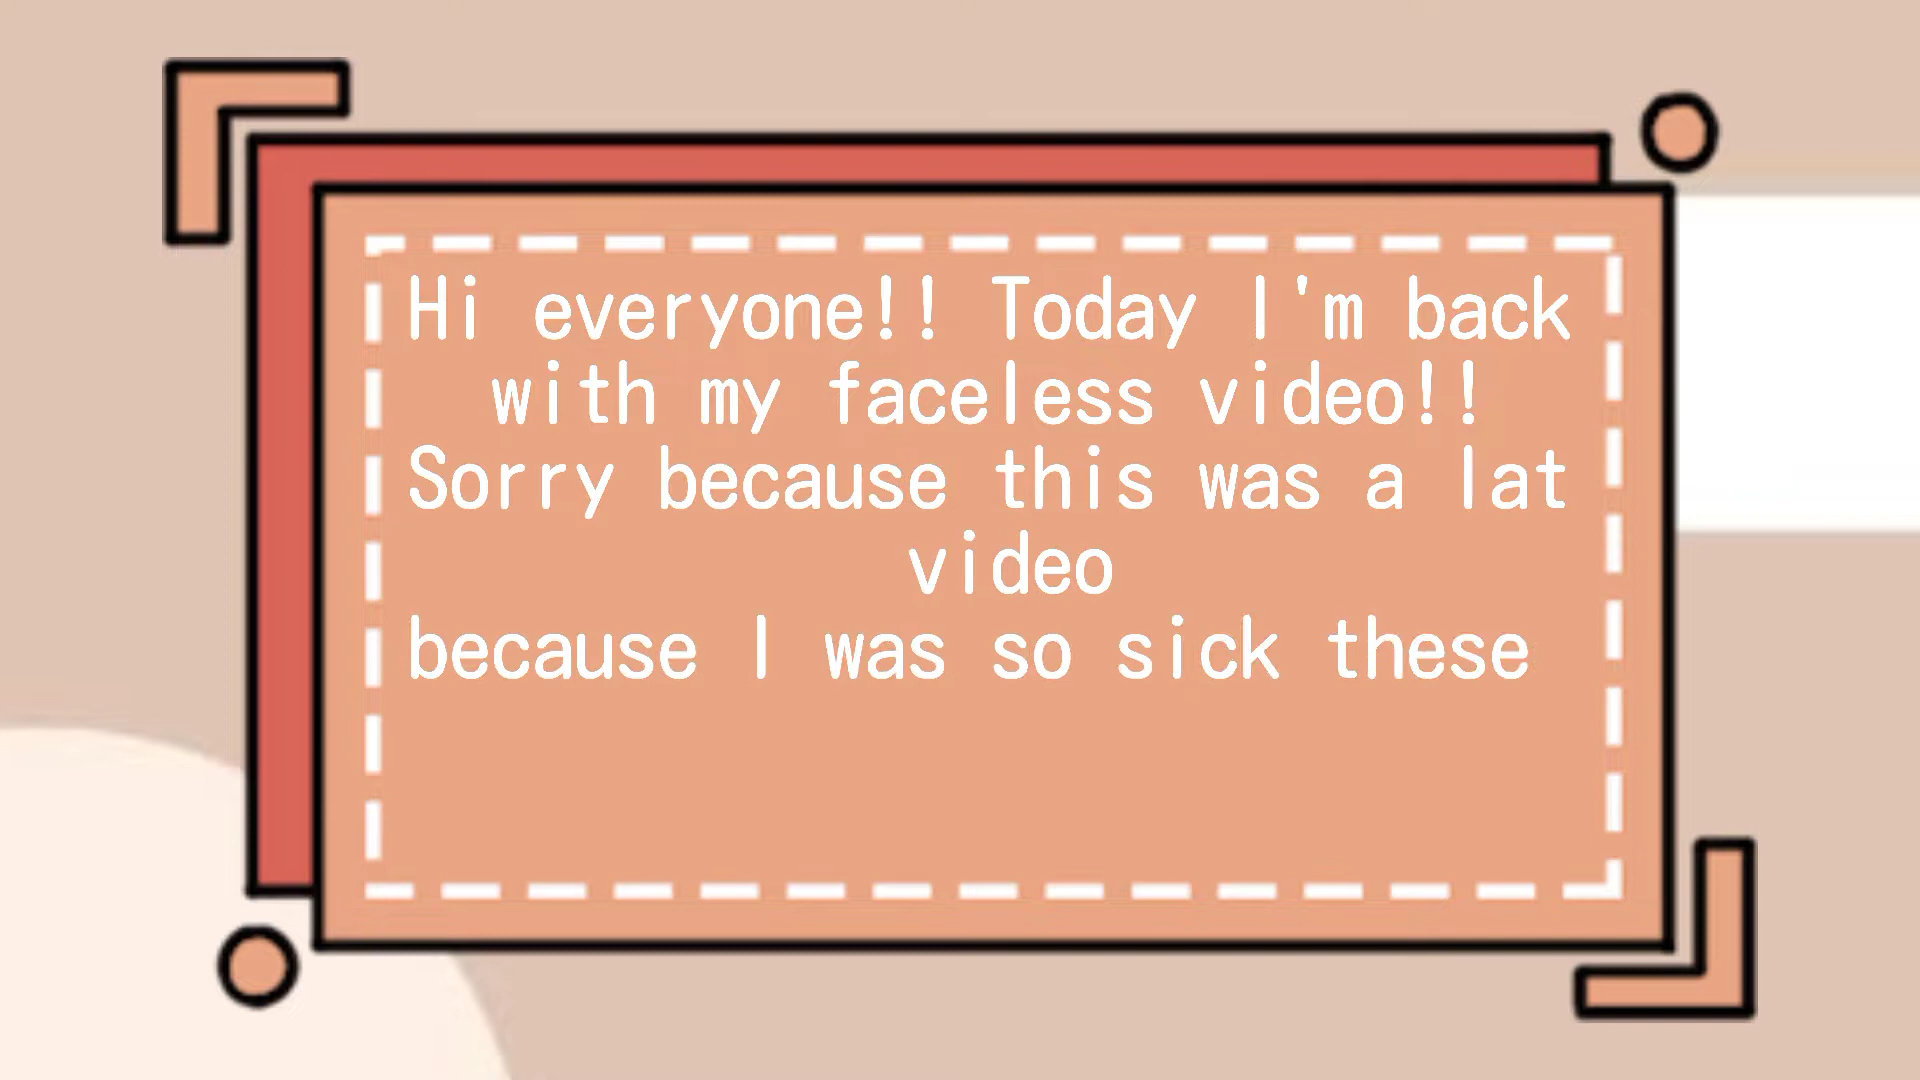 Hi everyone!! Today I'm back
with my faceless video!!
Sorry because this was a lat
video
because I was so sick these